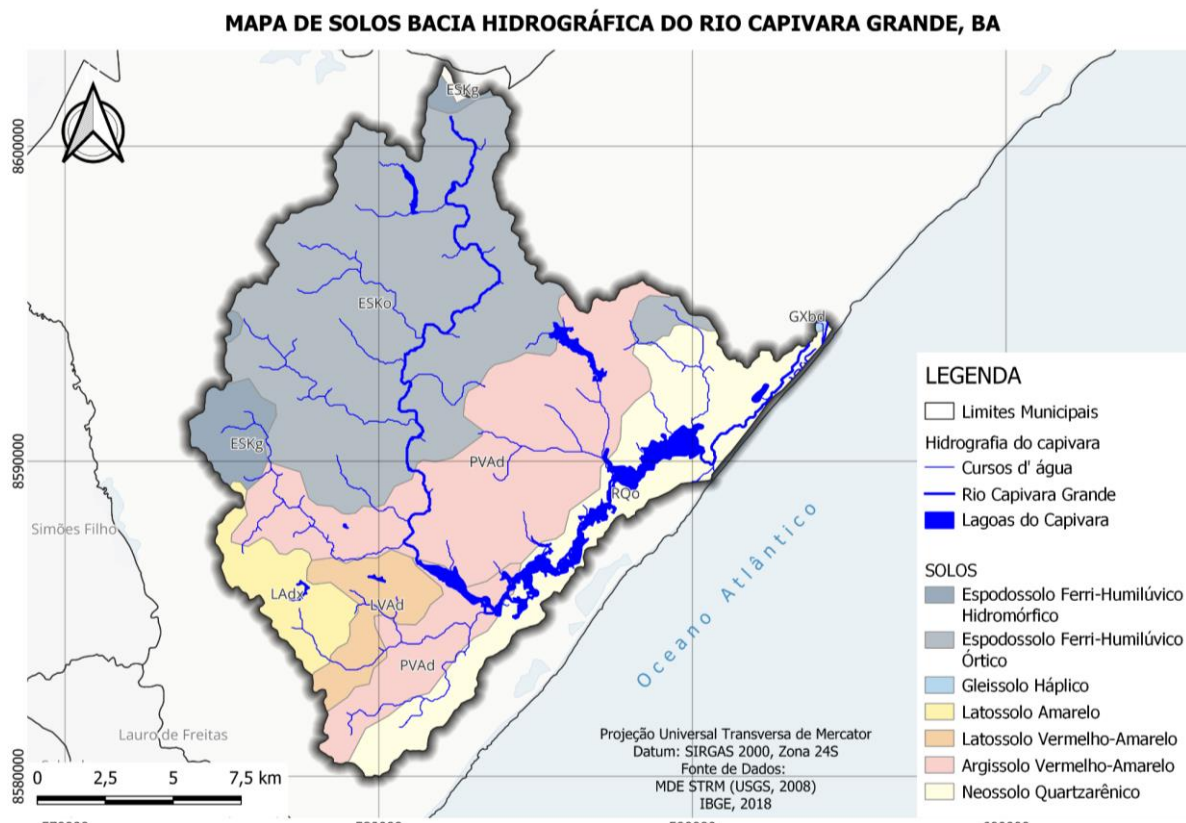 MAPA DE SOLOS BACIA HIDROGRÁFICA DO RIO CAPIVARA GRANDE, BA
8600000
8590000
8580000
ESKg
ESKo
GXbd
ESKg
PVAd
RQo
Simões Filho
LAdx
LVAd
PVAd
Lauro de Freitas
Oceano Atlântico
0 2,5 5 7,5 km
Projeção Universal Transversa de Mercator
Datum: SIRGAS 2000, Zona 24S
Fonte de Dados:
MDE STRM (USGS, 2008)
IBGE, 2018
LEGENDA
Limites Municipais
Hidrografia do capivara
Cursos d' água
Rio Capivara Grande
Lagoas do Capivara
SOLOS
Espodossolo Ferri-Humilúvico
Hidromórfico
Espodossolo Ferri-Humilúvico
Órtico
Gleissolo Háplico
Latossolo Amarelo
Latossolo Vermelho-Amarelo
Argissolo Vermelho-Amarelo
Neossolo Quartzarênico